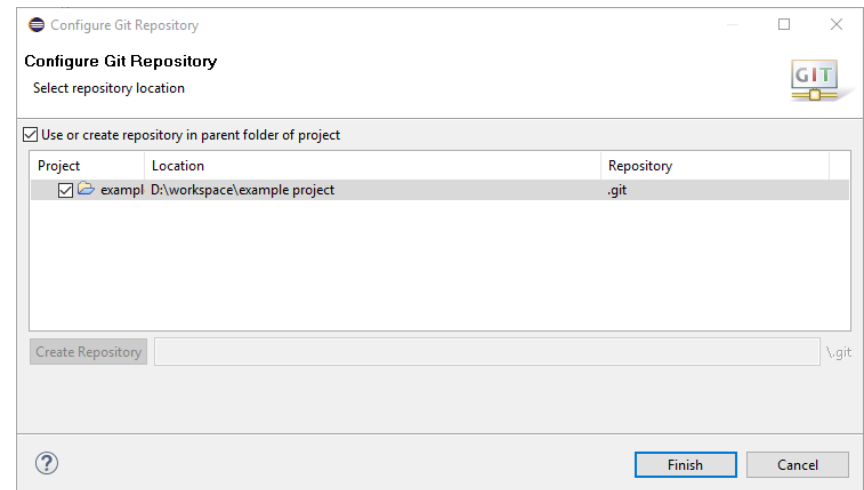 Configure Git Repository
Configure Git Repository
Select repository location
GIT
Use or create repository in parent folder of project
Project Location Repository
exampl D:\workspace\example project .git
Create Repository \.git
? Finish Cancel